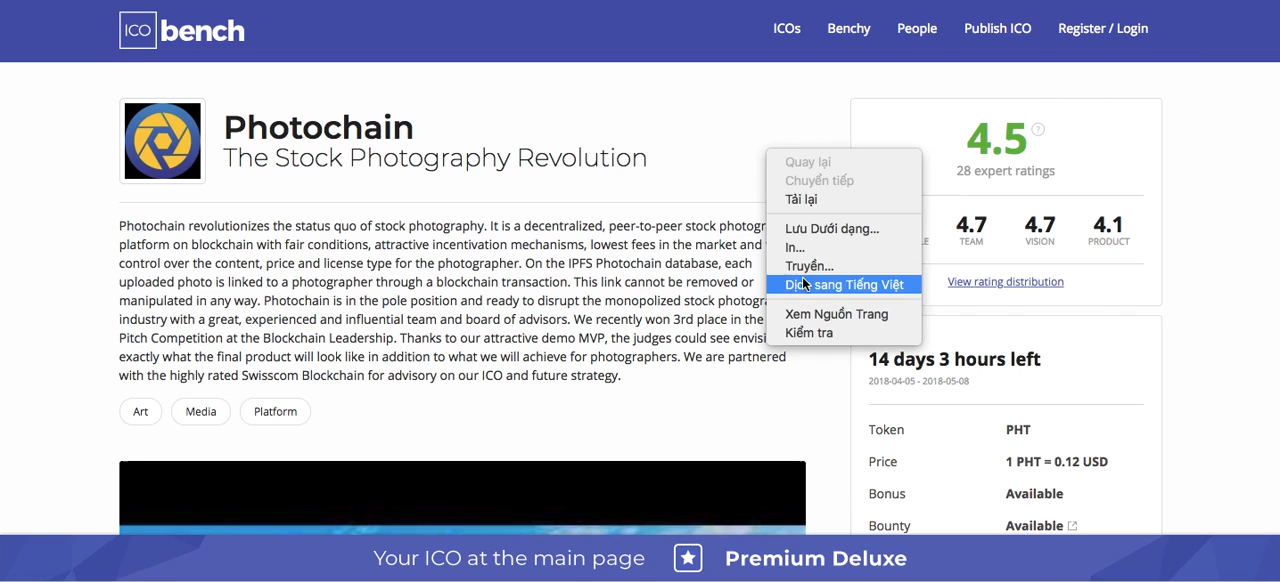 ICO bench
ICOs Benchy People Publish ICO Register / Login
Photochain
The Stock Photography Revolution
Photochain revolutionizes the status quo of stock photography. It is a decentralized, peer-to-peer stock photogr
platform on blockchain with fair conditions, attractive incentivation mechanisms, lowest fees in the market and
control over the content, price and license type for the photographer. On the IPFS Photochain database, each
uploaded photo is linked to a photographer through a blockchain transaction. This link cannot be removed or
manipulated in any way. Photochain is in the pole position and ready to disrupt the monopolized stock photogra
industry with a great, experienced and influential team and board of advisors. We recently won 3rd place in the
Pitch Competition at the Blockchain Leadership. Thanks to our attractive demo MVP, the judges could see envisi
exactly what the final product will look like in addition to what we will achieve for photographers. We are partnered
with the highly rated Swisscom Blockchain for advisory on our ICO and future strategy.
Art Media Platform
Quay lại
Chuyển tiếp
Tải lại
Lưu Dưới dạng...
In...
Truyền...
sang Tiếng Việt
Xem Nguồn Trang
Kiểm tra
4.5 ?
28 expert ratings
4.7 4.7 4.1
TEAM VISION PRODUCT
View rating distribution
14 days 3 hours left
2018-04-05 - 2018-05-08
Token PHT
Price 1 PHT = 0.12 USD
Bonus Available
Bounty Available
Your ICO at the main page Premium Deluxe